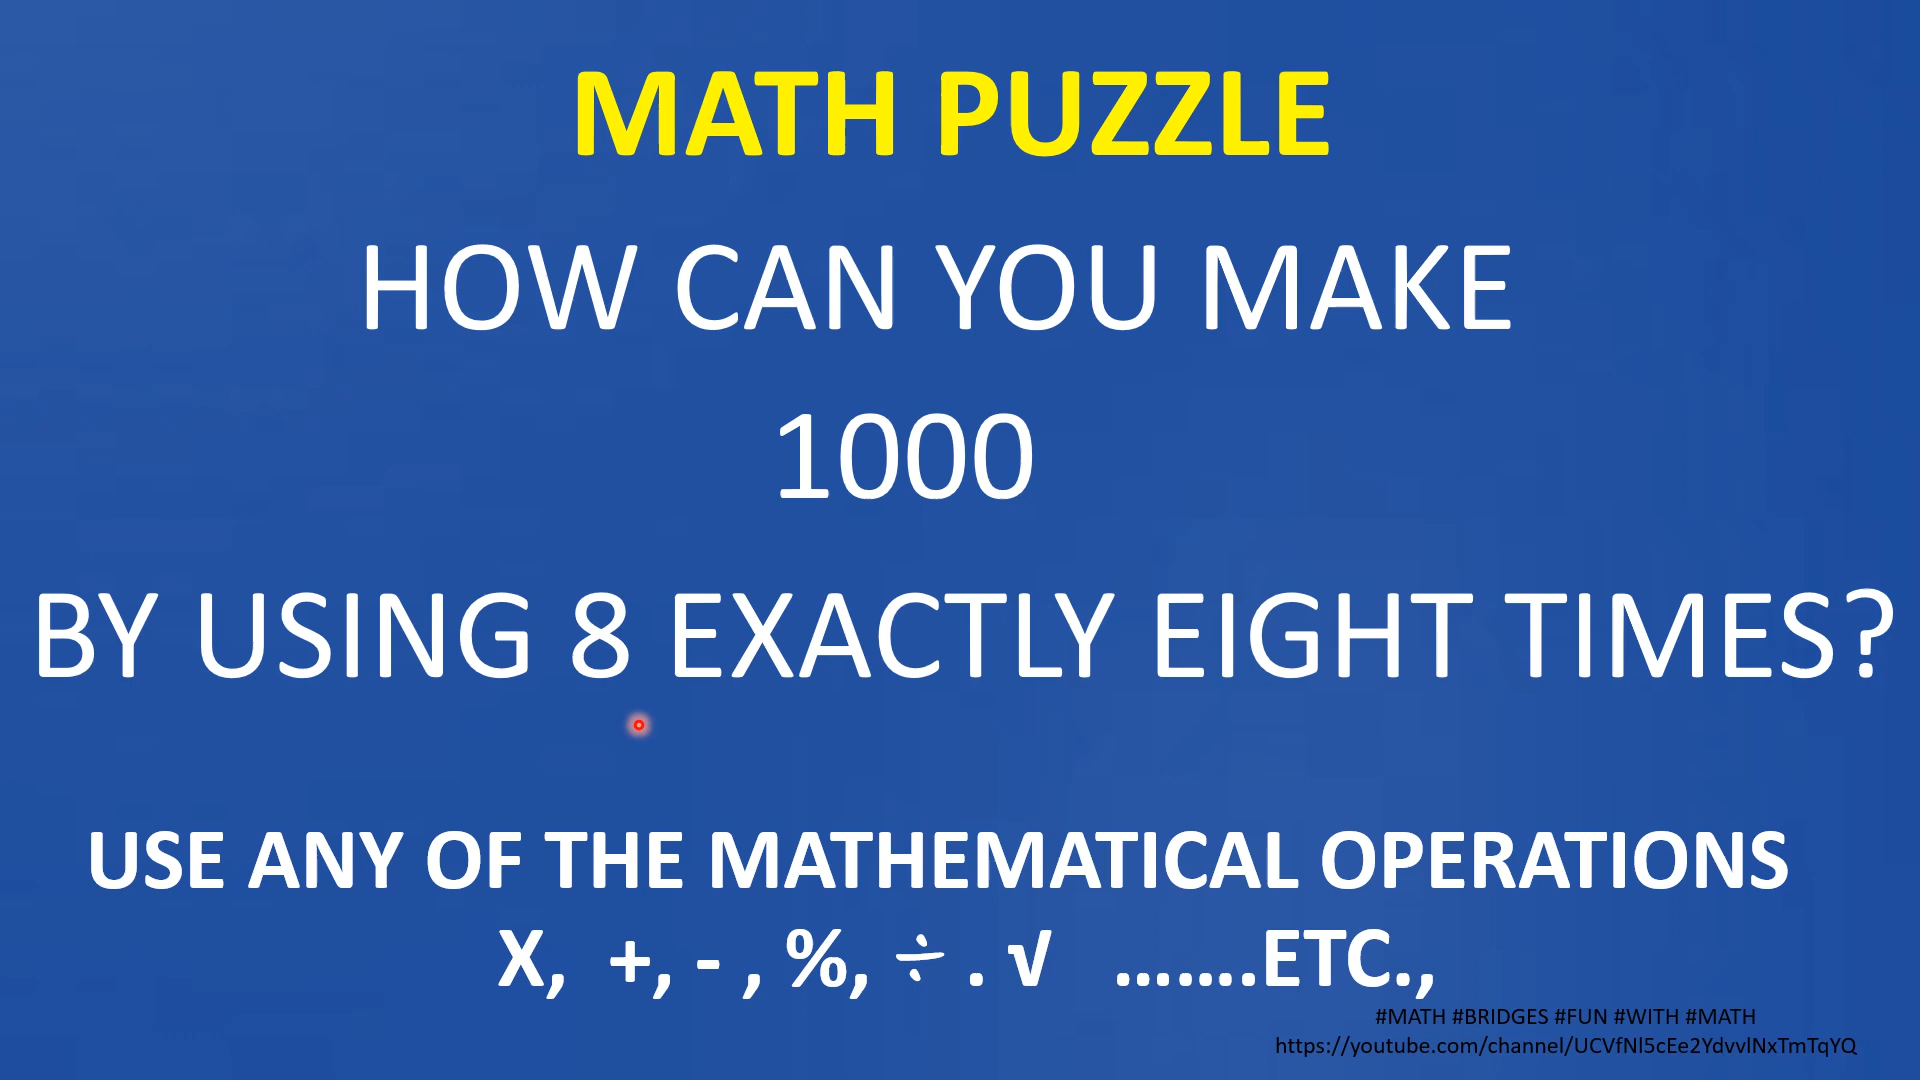 MATH PUZZLE
HOW CAN YOU MAKE
1000
BY USING 8 EXACTLY EIGHT TIMES?
USE ANY OF THE MATHEMATICAL OPERATIONS
X, +, - , %, ÷ . √ .......ETC.,
#MATH #BRIDGES #FUN #WITH #MATH
https://youtube.com/channel/UCVfNl5cEe2YdvvlNxTmTqYQ